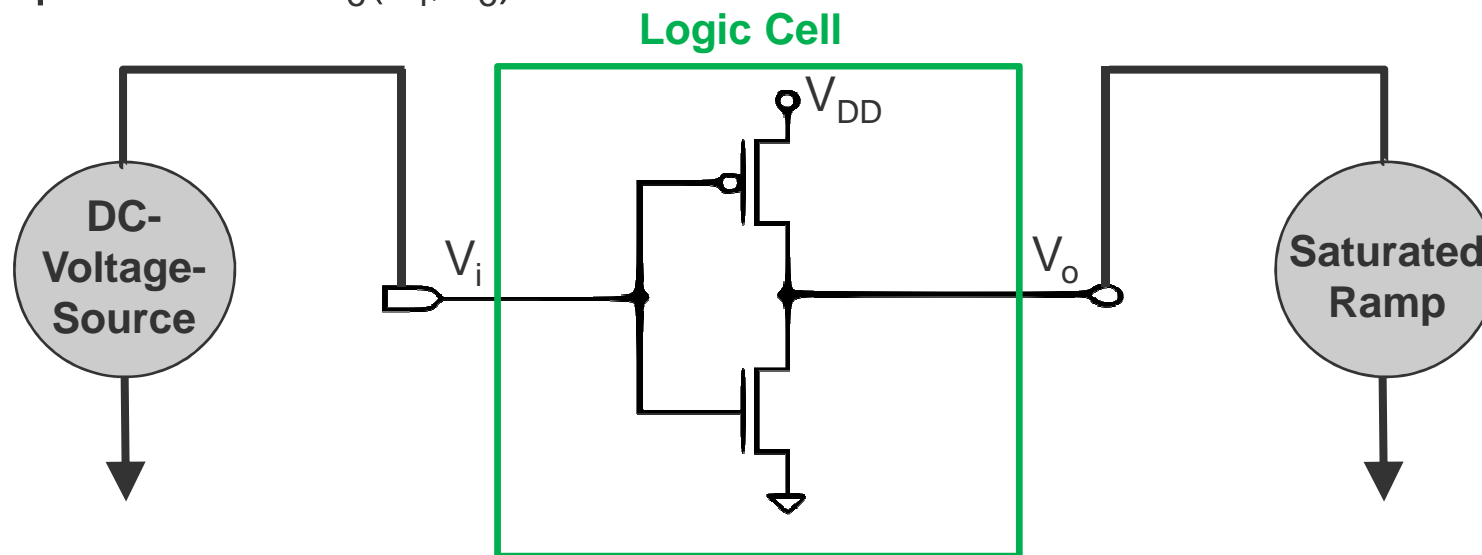 Logic Cell
V_DD
DC-
Voltage-
Source
V_i
V_o
Saturated
Ramp